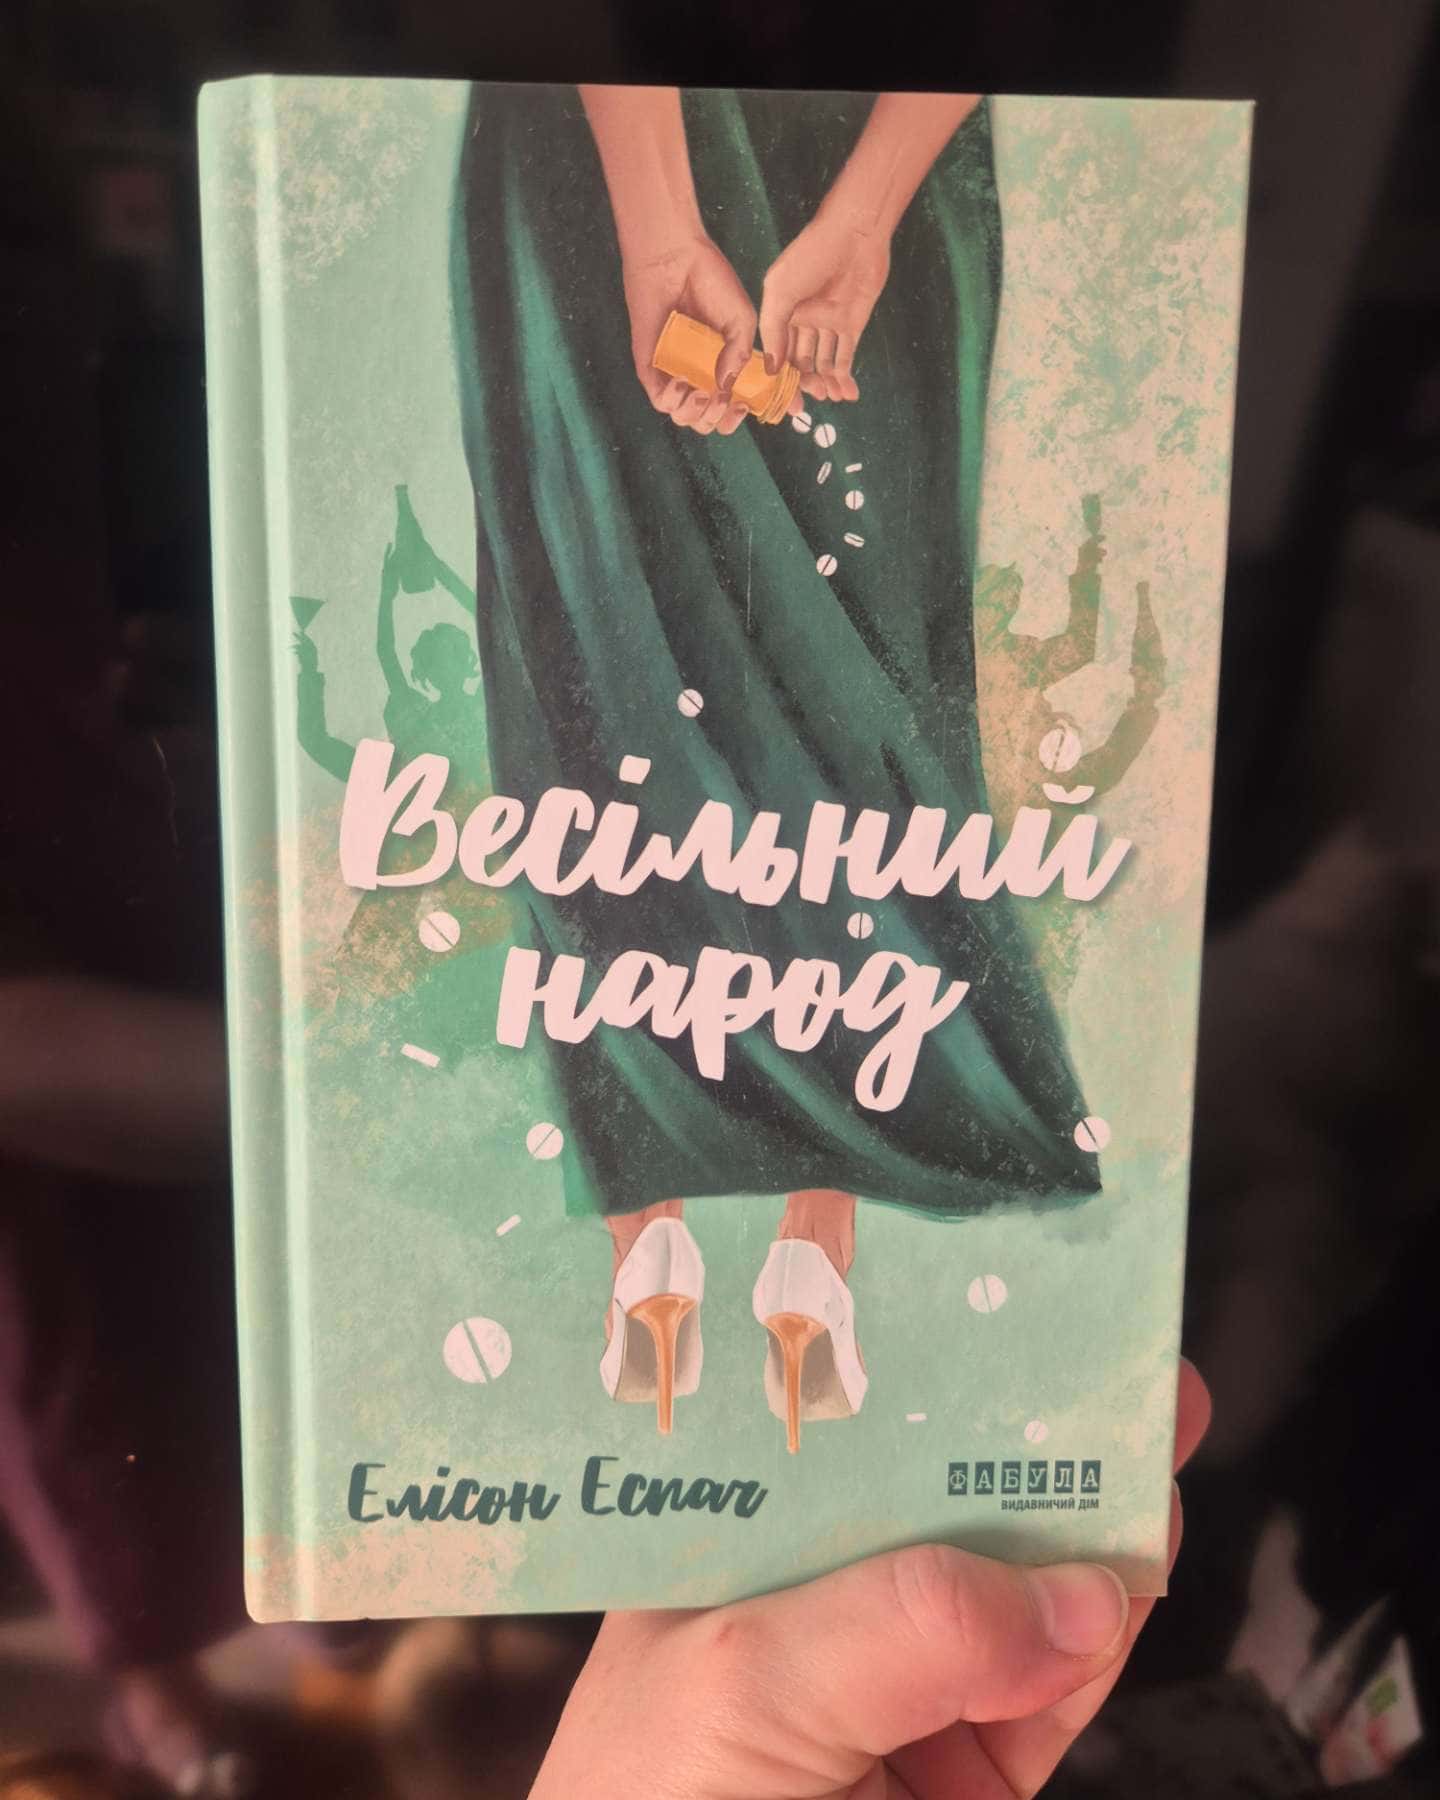 Весільний
народ
Елісон Еспач
ФАБУЛА
ВИДАВНИЧИЙ ДІМ